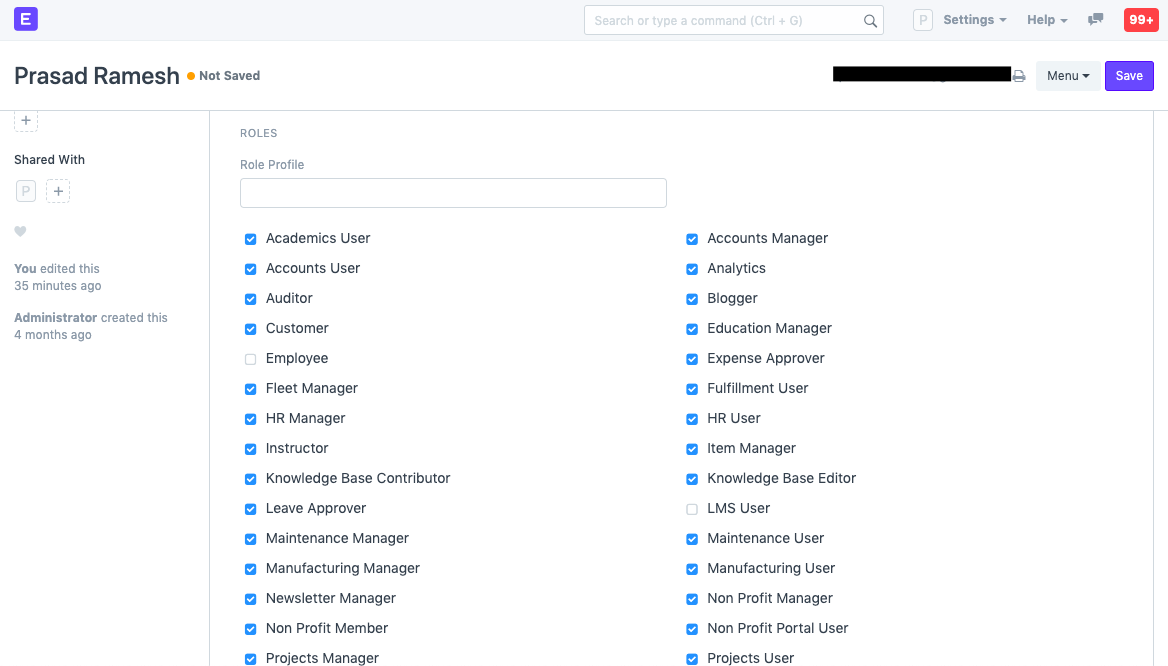 E
Search or type a command (Ctrl + G)
P Settings Help 99+
Prasad Ramesh Not Saved
Menu Save
+
Shared With
P +
You edited this
35 minutes ago
Administrator created this
4 months ago
ROLES
Role Profile
Academics User Accounts Manager
Accounts User Analytics
Auditor Blogger
Customer Education Manager
Employee Expense Approver
Fleet Manager Fulfillment User
HR Manager HR User
Instructor Item Manager
Knowledge Base Contributor Knowledge Base Editor
Leave Approver LMS User
Maintenance Manager Maintenance User
Manufacturing Manager Manufacturing User
Newsletter Manager Non Profit Manager
Non Profit Member Non Profit Portal User
Projects Manager Projects User